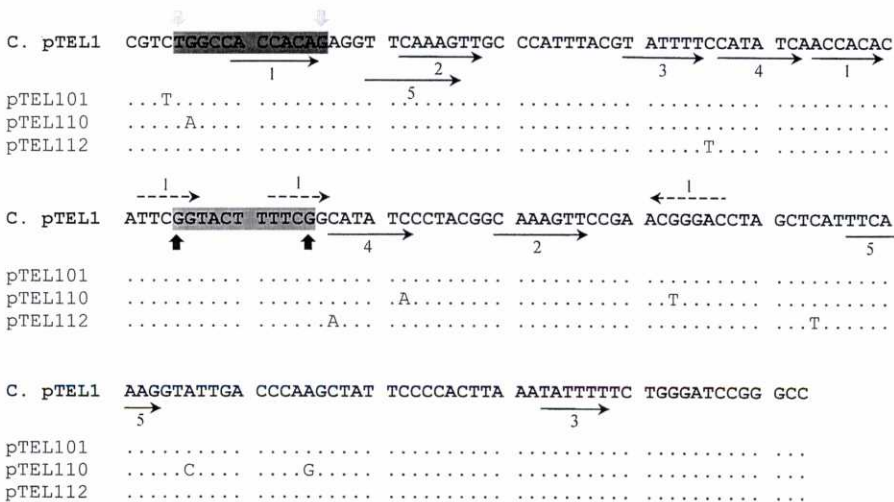 C. pTEL1 CGTCTGGCCA CCACAGAGGT TCAAAGTTGC CCATTTACGT ATTTTCCATA TCAACCACAC
1 2 3 4 1
5
pTEL101 ...T...... .......... .......... .......... .......... ..........
pTEL110 .....A.... .......... .......... .......... .......... ..........
pTEL112 .......... .......... .......... .......... .....T.... ..........
1 1 1
C. pTEL1 ATTCGGTACT TTTCGGCATA TCCCTACGGC AAAGTTCCGA ACGGGACCTA GCTCATTTCA
4 2 5
pTEL101 .......... .......... .......... .......... .......... ..........
pTEL110 .......... .......... .A........ .......... ..T....... ..........
pTEL112 .......... ......A... .......... .......... .......... ...T......
C. pTEL1 AAGGTATTGA CCCAAGCTAT TCCCCACTTA AATATTTTTC TGGGATCCGG GCC
5 3
pTEL101 .......... .......... .......... .......... .......... ...
pTEL110 .....C.... ....G..... .......... .......... .......... ...
pTEL112 .......... .......... .......... .......... .......... ...